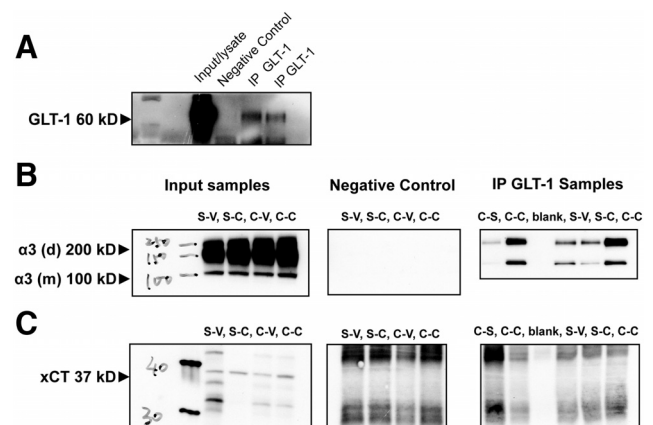 A
Input/lysate
Negative Control
IP GLT-1
IP GLT-1
GLT-1 60 kD
B
Input samples
Negative Control
IP GLT-1 Samples
S-V, S-C, C-V, C-C
S-V, S-C, C-V, C-C
C-S, C-C, blank, S-V, S-C, C-C
α3 (d) 200 kD
α3 (m) 100 kD
100
C
S-V, S-C, C-V, C-C
S-V, S-C, C-V, C-C
C-S, C-C, blank, S-V, S-C, C-C
40
xCT 37 kD
30